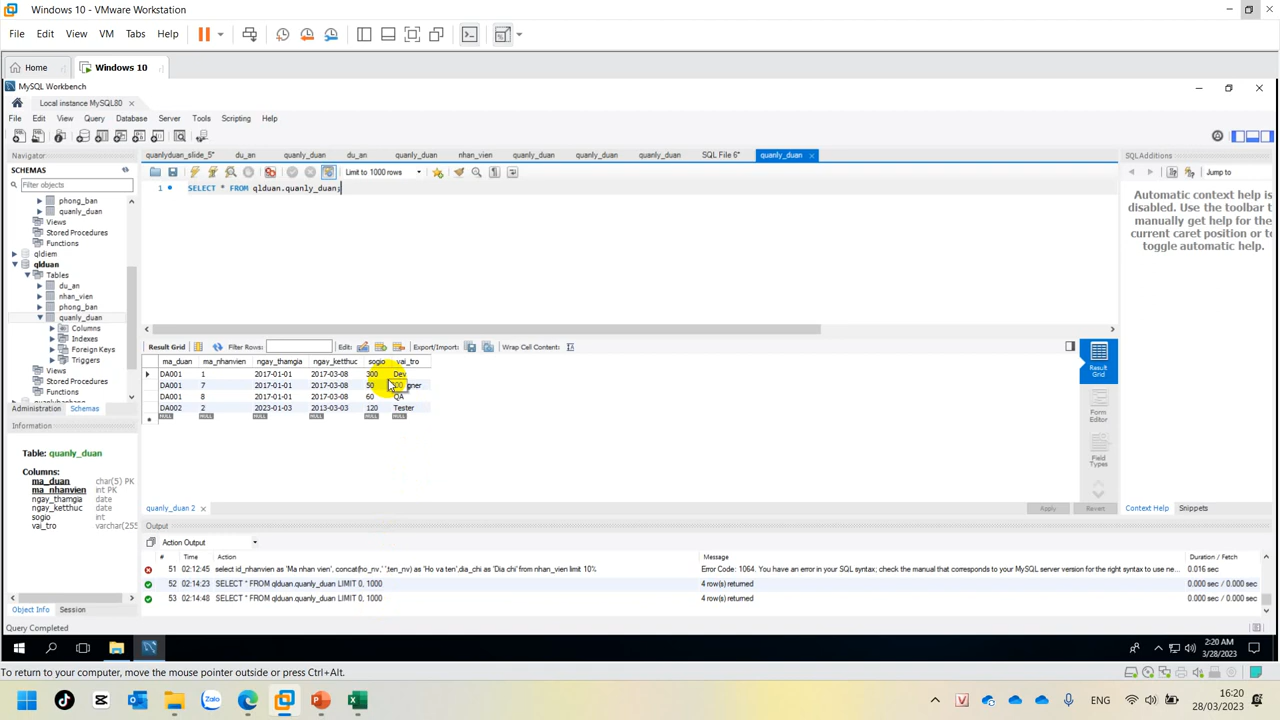 Windows 10 - VMware Workstation
File Edit View VM Tabs Help
Home Windows 10
MySQL Workbench
Local instance MySQL80
File Edit View Query Database Server Tools Scripting Help
Navigator
quanlyduan_slide_5* du_an quanly_duan du_an quanly_duan nhan_vien quanly_duan quanly_duan quanly_duan SQL File 6* quanly_duan
SQLAdditions
SCHEMAS
Limit to 1000 rows
Jump to
Filter objects
1 SELECT * FROM qlduan.quanly_duan;
phong_ban
quanly_duan
Views
Stored Procedures
Functions
qldiem
qlduan
Tables
du_an
nhan_vien
phong_ban
quanly_duan
Columns
Indexes
Foreign Keys
Triggers
Views
Stored Procedures
Functions
Administration Schemas
Automatic context help is
disabled. Use the toolbar t
manually get help for the
current caret position or to
toggle automatic help.
Result Grid Filter Rows: Edit: Export/Import: Wrap Cell Content:
ma_duan ma_nhanvien ngay_thamgia ngay_ketthuc sogio vai_tro
DA001 1 2017-01-01 2017-03-08 300 Dev
DA001 7 2017-01-01 2017-03-08 50
DA001 8 2017-01-01 2017-03-08 60 QA
DA002 2 2023-01-03 2013-03-03 120 Tester
NULL NULL NULL NULL NULL NULL
Result
Grid
Form
Editor
Field
Types
Information
Table: quanly_duan
Columns:
ma_duan char(5) PK
ma_nhanvien int PK
ngay_thamgia date
ngay_ketthuc date
sogio int
vai_tro varchar(255
Object Info Session
quanly_duan 2
Apply Revert
Context Help Snippets
Output
Action Output
# Time Action Message Duration / Fetch
51 02:12:45 select id_nhanvien as 'Ma nhan vien', concat(ho_nv,' ',ten_nv) as 'Ho va ten',dia_chi as 'Dia chi' from nhan_vien limit 10% Error Code: 1064. You have an error in your SQL syntax; check the manual that corresponds to your MySQL server version for the right syntax to use ne... 0.016 sec
52 02:14:23 SELECT * FROM qlduan.quanly_duan LIMIT 0, 1000 4 row(s) returned 0.000 sec / 0.000 sec
53 02:14:48 SELECT * FROM qlduan.quanly_duan LIMIT 0, 1000 4 row(s) returned 0.000 sec / 0.000 sec
Query Completed
2:20 AM
3/28/2023
To return to your computer, move the mouse pointer outside or press Ctrl+Alt.
Zalo
ENG
16:20
28/03/2023